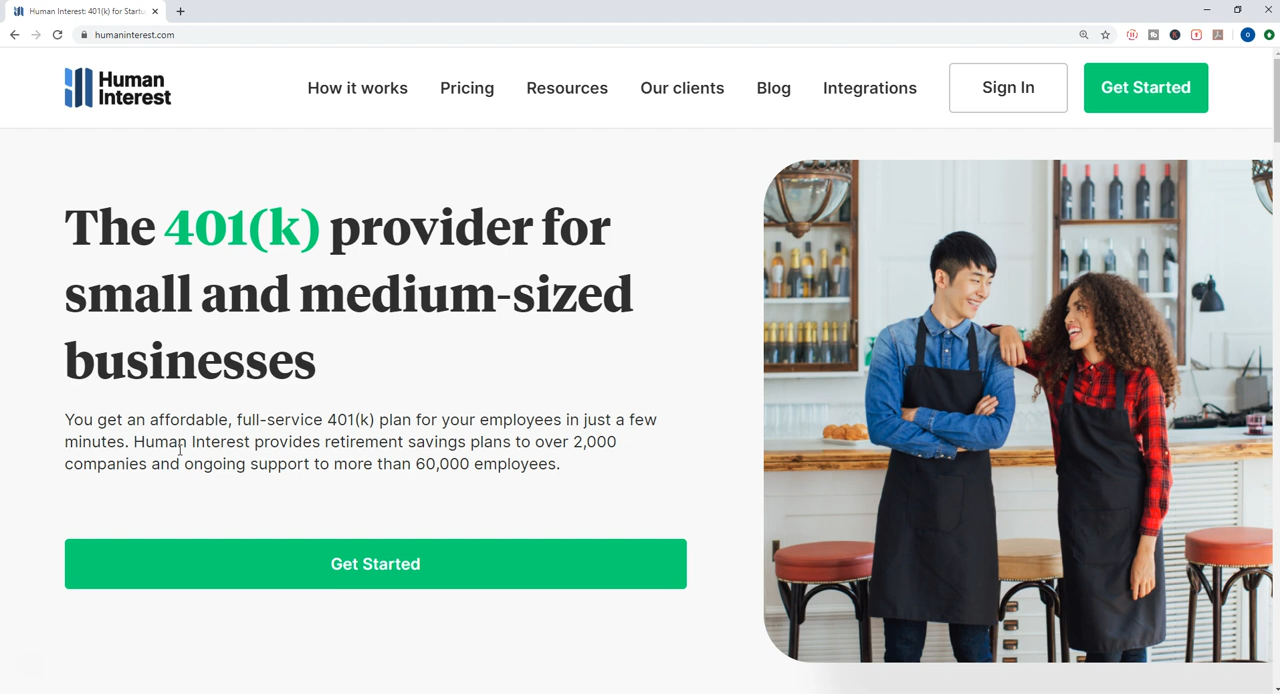 Human Interest: 401(k) for Startu
humaninterest.com
Human
Interest
How it works
Pricing
Resources
Our clients
Blog
Integrations
Sign In
Get Started
The 401(k) provider for
small and medium-sized
businesses
You get an affordable, full-service 401(k) plan for your employees in just a few
minutes. Human Interest provides retirement savings plans to over 2,000
companies and ongoing support to more than 60,000 employees.
Get Started